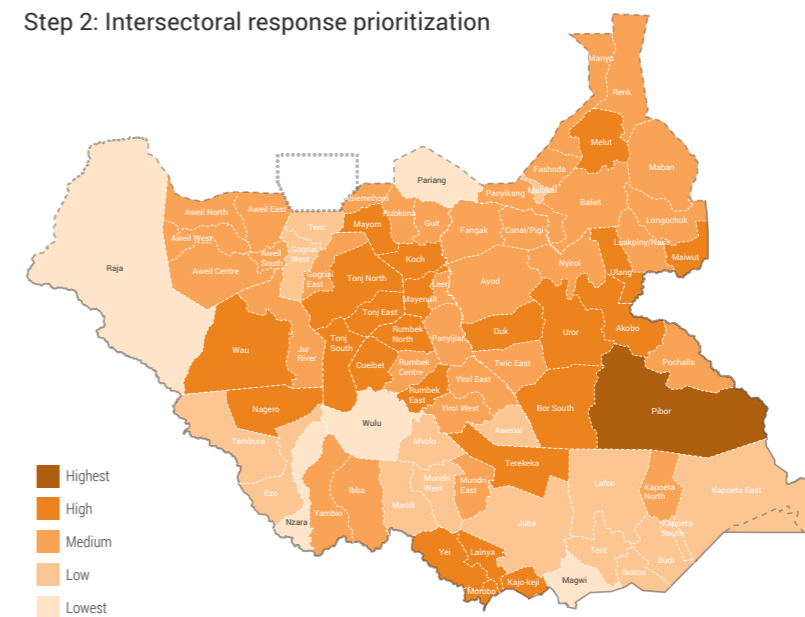 Step 2: Intersectoral response prioritization
Manyo
Renk
Melut
Fashoda
Maban
Pariang
Panyikang
Baliet
Raja
Aweil North
Aweil East
Twic
Rubkona
Mayom
Guit
Fangak
Canal/Pigi
Longochuk
Aweil West
Gogrial
West
Aweil
South
Koch
Nyirol
Maiwut
Ulang
Aweil Centre
Gogrial
East
Tonj North
Leer
Ayod
Tonj East
Panyijiar
Duk
Uror
Akobo
Wau
Jur
River
Tonj
South
Rumbek
North
Cueibet
Rumbek
Centre
Twic East
Pochalla
Yirol East
Rumbek
East
Nagero
Yirol West
Bor South
Pibor
Wulu
Awerial
Tambura
Mvolo
Terekeka
Ezo
Ibba
Mundri
West
Mundri
East
Lafon
Kapoeta
North
Kapoeta East
Maridi
Yambio
Nzara
Juba
Kapoeta
South
Yei
Lainya
Torit
Budi
Ikotos
Magwi
Morobo
Kajo-keji
Highest
High
Medium
Low
Lowest